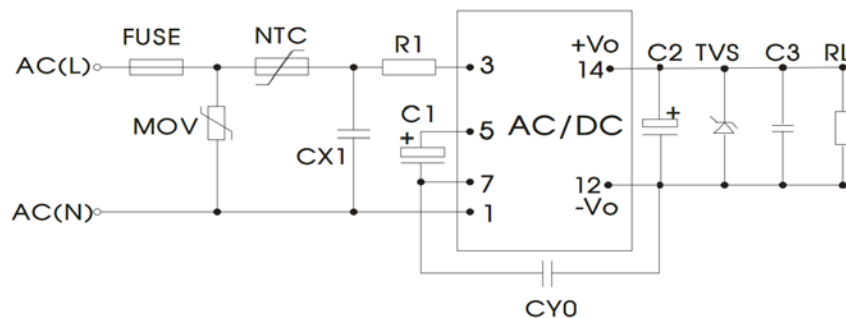 FUSE NTC R1 +Vo C2 TVS C3 RL
AC(L) 3 14
MOV C1 + 5 AC/DC +
CX1 7 12
AC(N) 1 -Vo
CY0